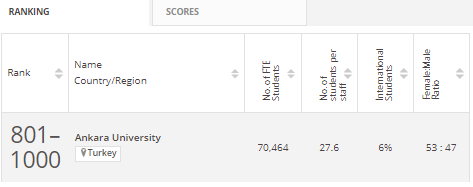 RANKING
SCORES
Rank
Name
Country/Region
No. of FTE
Students
No. of
students per
staff
International
Students
Female:Male
Ratio
801–
1000
Ankara University
Turkey
70,464
27.6
6%
53 : 47